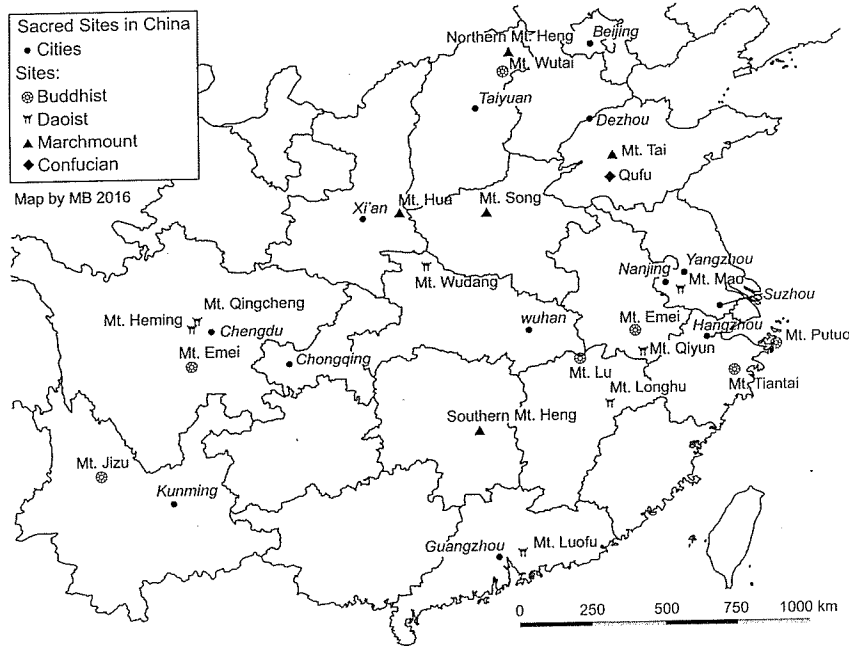 Sacred Sites in China
Cities
Sites:
Buddhist
Daoist
Marchmount
Confucian
Map by MB 2016
Northern Mt. Heng
Beijing
Mt. Wutai
Taiyuan
Dezhou
Mt. Tai
Qufu
Xi'an
Mt. Hua
Mt. Song
Mt. Wudang
Yangzhou
Nanjing
Mt. Mao
Suzhou
Mt. Qingcheng
Mt. Heming
Chengdu
Mt. Emei
Chongqing
wuhan
Mt. Emei
Hangzhou
Mt. Putuo
Mt. Qiyun
Mt. Lu
Mt. Tiantai
Mt. Longhu
Southern Mt. Heng
Mt. Jizu
Kunming
Guangzhou
Mt. Luofu
0 250 500 750 1000 km